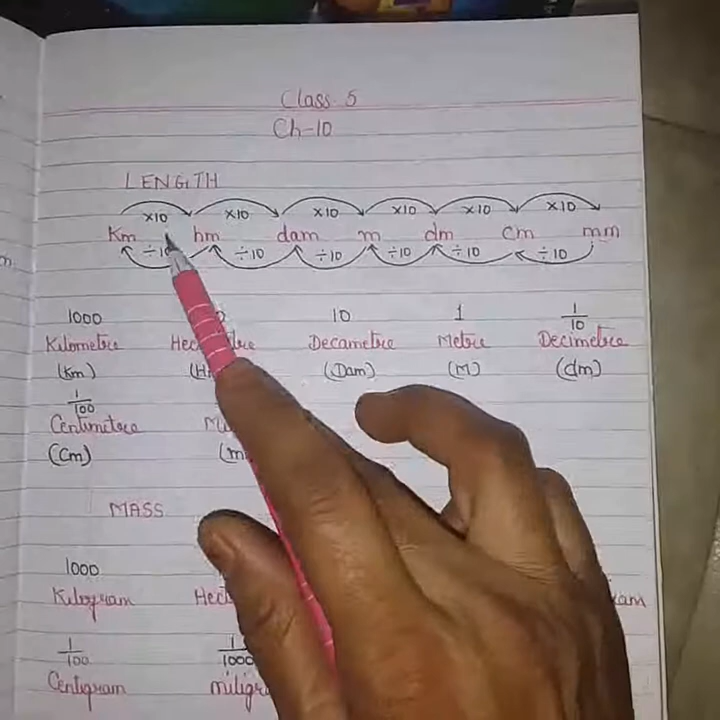 Class 5
Ch-10
LENGTH
×10 ×10 ×10 ×10 ×10 ×10
Km hm dam m dm cm mm
÷10 ÷10 ÷10 ÷10 ÷10 ÷10
1000 10 1 1/10
Kilometre Decametre Metre Decimetre
(Km) (Dam) (M) (dm)
1/100
Centimetre
(Cm)
MASS
1000
Kilogram
1/100 1/1000
Centigram